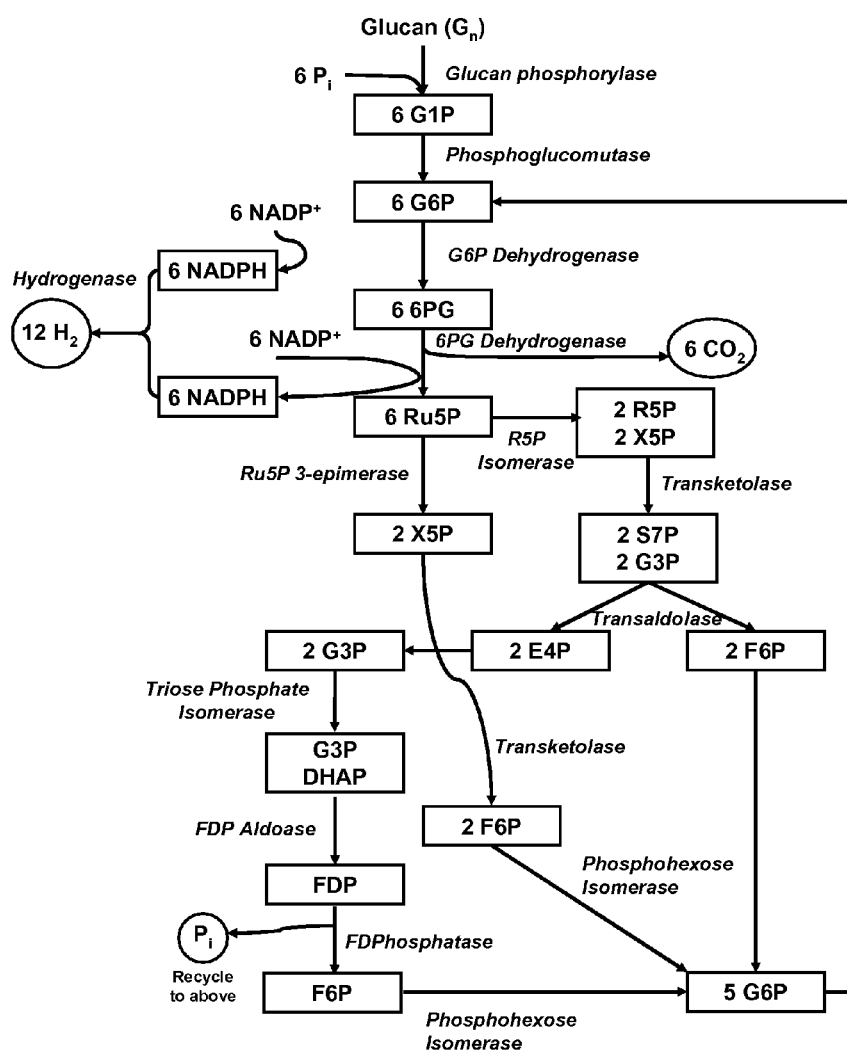 Glucan (Gn)
6 Pi
Glucan phosphorylase
6 G1P
Phosphoglucomutase
6 G6P
6 NADP+
G6P Dehydrogenase
Hydrogenase
6 NADPH
12 H2
6 6PG
6 NADP+
6PG Dehydrogenase
6 CO2
6 NADPH
6 Ru5P
R5P
Isomerase
2 R5P
2 X5P
Ru5P 3-epimerase
Transketolase
2 X5P
2 S7P
2 G3P
Transaldolase
2 G3P
2 E4P
2 F6P
Triose Phosphate
Isomerase
G3P
DHAP
Transketolase
FDP Aldoase
2 F6P
Phosphohexose
Isomerase
FDP
Pi
FDPhosphatase
Recycle
to above
F6P
5 G6P
Phosphohexose
Isomerase